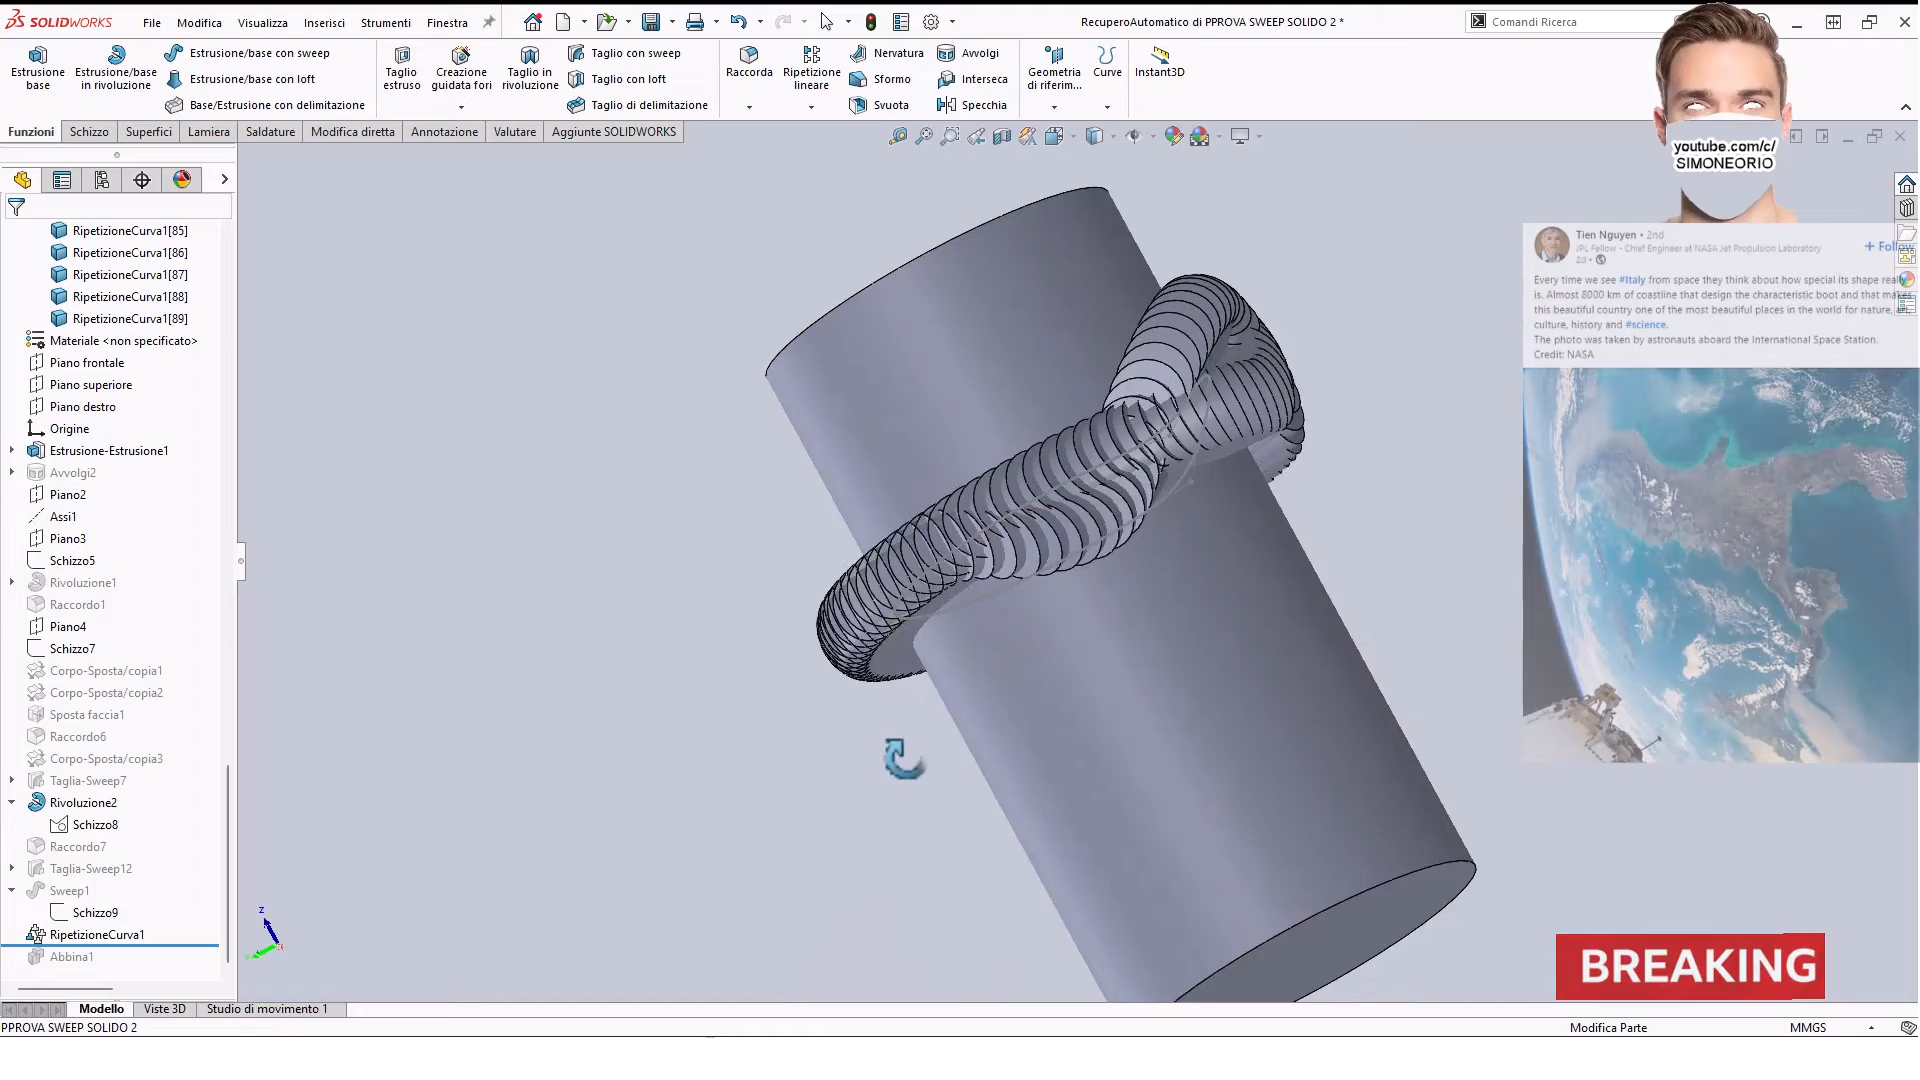 SOLIDWORKS
File
Modifica
Visualizza
Inserisci
Strumenti
Finestra
RecuperoAutomatico di PPROVA SWEEP SOLIDO 2 *
Comandi Ricerca
Estrusione base
Estrusione/base in rivoluzione
Estrusione/base con sweep
Estrusione/base con loft
Base/Estrusione con delimitazione
Taglio estruso
Creazione guidata fori
Taglio in rivoluzione
Taglio con sweep
Taglio con loft
Taglio di delimitazione
Raccorda
Ripetizione lineare
Nervatura
Sformo
Svuota
Avvolgi
Interseca
Specchia
Geometria di riferim...
Curve
Instant3D
Funzioni
Schizzo
Superfici
Lamiera
Saldature
Modifica diretta
Annotazione
Valutare
Aggiunte SOLIDWORKS
youtube.com/c/
SIMONEORIO
RipetizioneCurva1[85]
RipetizioneCurva1[86]
RipetizioneCurva1[87]
RipetizioneCurva1[88]
RipetizioneCurva1[89]
Materiale <non specificato>
Piano frontale
Piano superiore
Piano destro
Origine
Estrusione-Estrusione1
Avvolgi2
Piano2
Assi1
Piano3
Schizzo5
Rivoluzione1
Raccordo1
Piano4
Schizzo7
Corpo-Sposta/copia1
Corpo-Sposta/copia2
Sposta faccia1
Raccordo6
Corpo-Sposta/copia3
Taglia-Sweep7
Rivoluzione2
Schizzo8
Raccordo7
Taglia-Sweep12
Sweep1
Schizzo9
RipetizioneCurva1
Abbina1
Tien Nguyen • 2nd
JPL Fellow - Chief Engineer at NASA Jet Propulsion Laboratory
2d •
+ Follow
Every time we see #Italy from space they think about how special its shape really
is. Almost 8000 km of coastline that design the characteristic boot and that makes
this beautiful country one of the most beautiful places in the world for nature,
culture, history and #science.
The photo was taken by astronauts aboard the International Space Station.
Credit: NASA
BREAKING
Z
Modello
Viste 3D
Studio di movimento 1
PPROVA SWEEP SOLIDO 2
Modifica Parte
MMGS